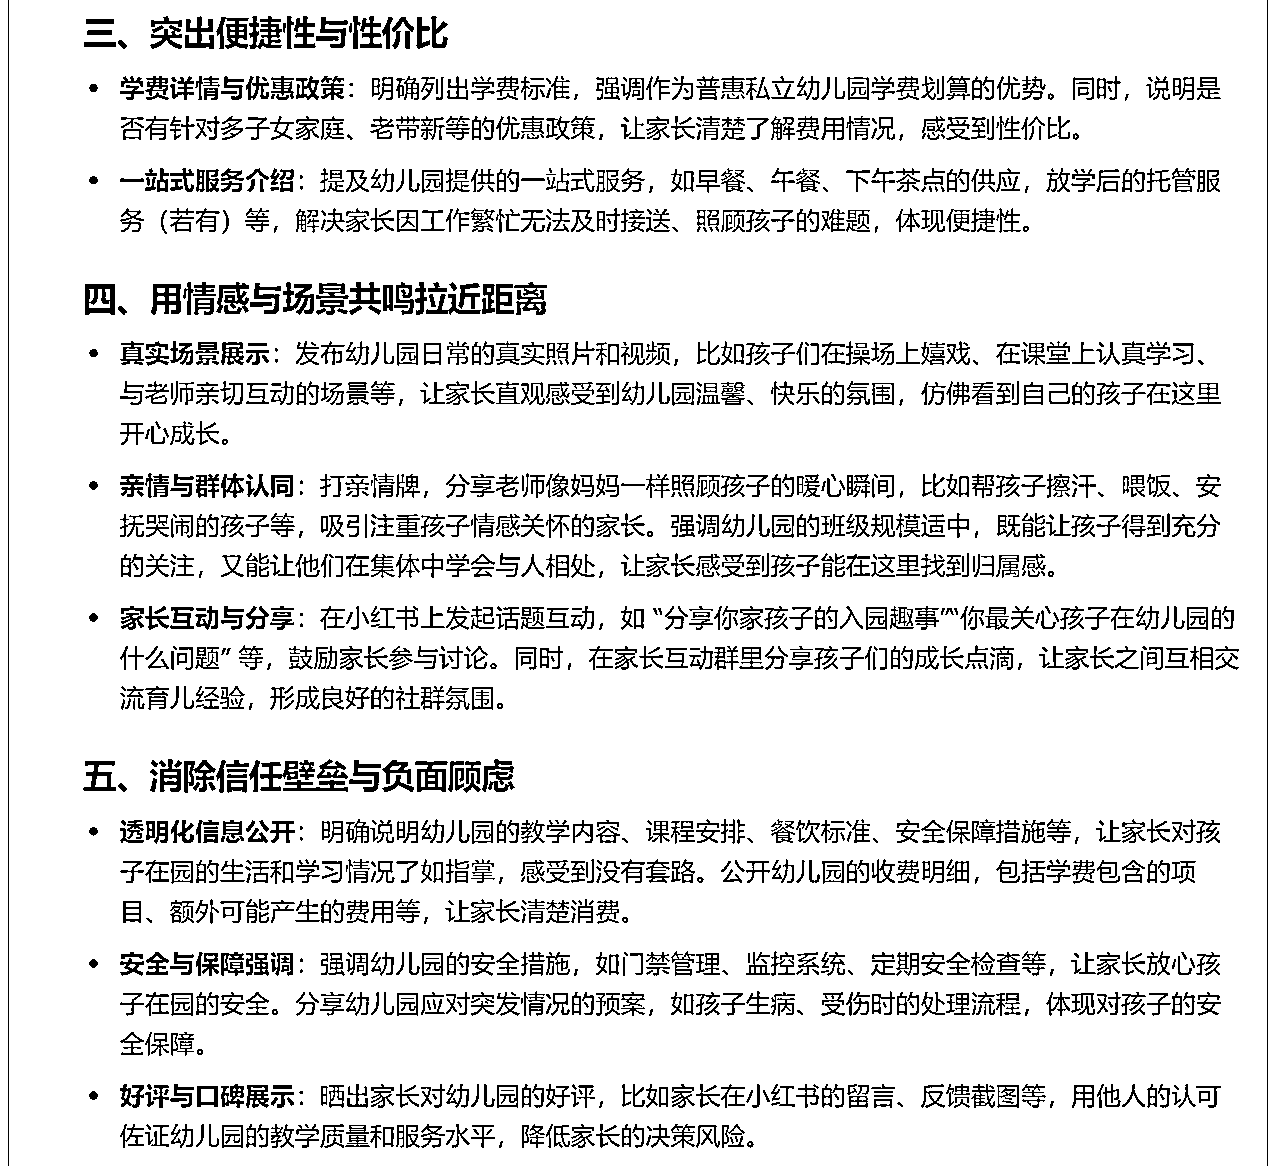 三、突出便捷性与性价比
• 学费详情与优惠政策：明确列出学费标准，强调作为普惠私立幼儿园学费划算的优势。同时，说明是
否有针对多子女家庭、老带新等的优惠政策，让家长清楚了解费用情况，感受到性价比。
• 一站式服务介绍：提及幼儿园提供的一站式服务，如早餐、午餐、下午茶点的供应，放学后的托管服
务（若有）等，解决家长因工作繁忙无法及时接送、照顾孩子的难题，体现便捷性。
四、用情感与场景共鸣拉近距离
• 真实场景展示：发布幼儿园日常的真实照片和视频，比如孩子们在操场上嬉戏、在课堂上认真学习、
与老师亲切互动的场景等，让家长直观感受到幼儿园温馨、快乐的氛围，仿佛看到自己的孩子在这里
开心成长。
• 亲情与群体认同：打亲情牌，分享老师像妈妈一样照顾孩子的暖心瞬间，比如帮孩子擦汗、喂饭、安
抚哭闹的孩子等，吸引注重孩子情感关怀的家长。强调幼儿园的班级规模适中，既能让孩子得到充分
的关注，又能让他们在集体中学会与人相处，让家长感受到孩子能在这里找到归属感。
• 家长互动与分享：在小红书上发起话题互动，如 “分享你家孩子的入园趣事”“你最关心孩子在幼儿园的
什么问题” 等，鼓励家长参与讨论。同时，在家长互动群里分享孩子们的成长点滴，让家长之间互相交
流育儿经验，形成良好的社群氛围。
五、消除信任壁垒与负面顾虑
• 透明化信息公开：明确说明幼儿园的教学内容、课程安排、餐饮标准、安全保障措施等，让家长对孩
子在园的生活和学习情况了如指掌，感受到没有套路。公开幼儿园的收费明细，包括学费包含的项
目、额外可能产生的费用等，让家长清楚消费。
• 安全与保障强调：强调幼儿园的安全措施，如门禁管理、监控系统、定期安全检查等，让家长放心孩
子在园的安全。分享幼儿园应对突发情况的预案，如孩子生病、受伤时的处理流程，体现对孩子的安
全保障。
• 好评与口碑展示：晒出家长对幼儿园的好评，比如家长在小红书的留言、反馈截图等，用他人的认可
佐证幼儿园的教学质量和服务水平，降低家长的决策风险。